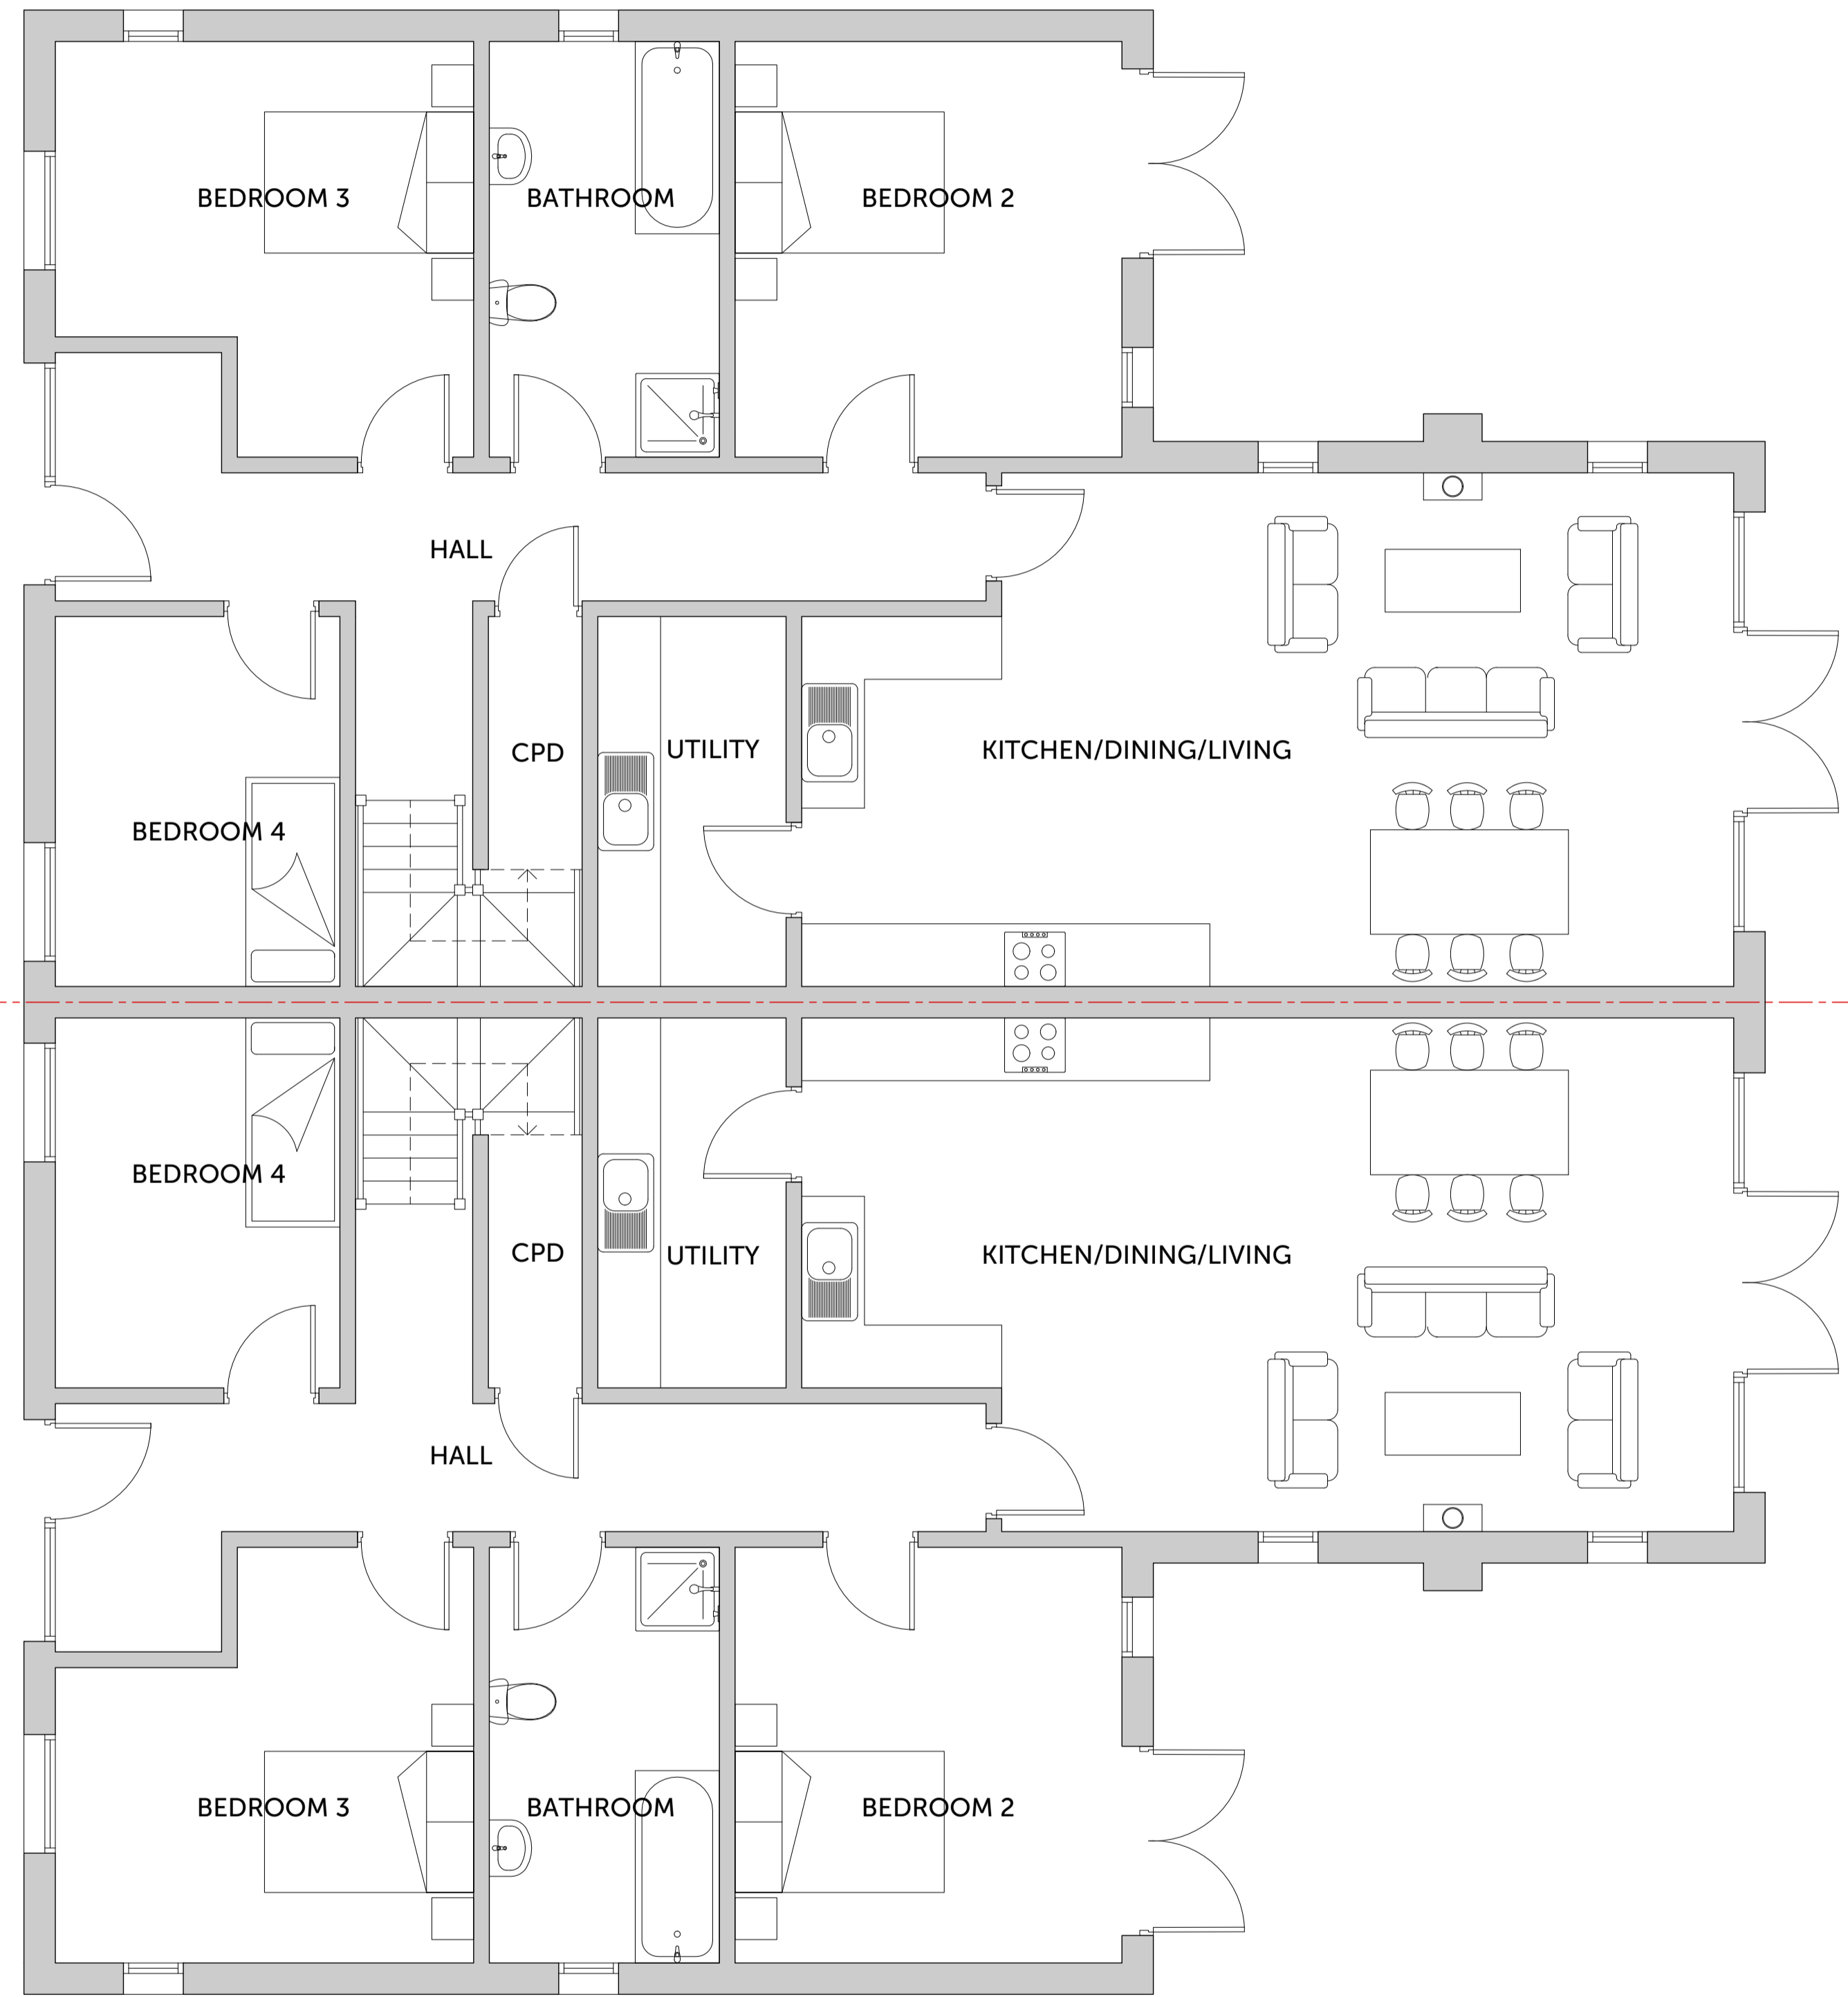 BEDROOM 3
BATHROOM
BEDROOM 2
HALL
CPD
UTILITY
KITCHEN/DINING/LIVING
BEDROOM 4
BEDROOM 4
CPD
UTILITY
KITCHEN/DINING/LIVING
HALL
BEDROOM 3
BATHROOM
BEDROOM 2